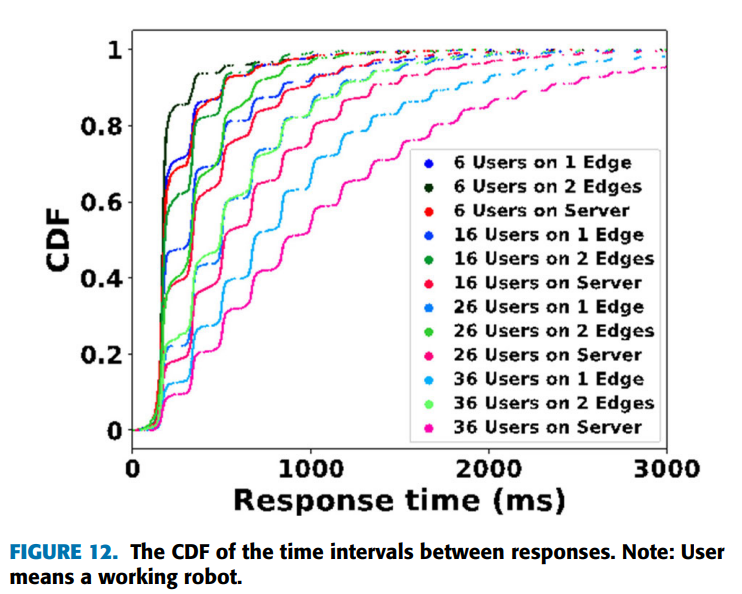 1
0.8
0.6
0.4
0.2
0
CDF
6 Users on 1 Edge
6 Users on 2 Edges
6 Users on Server
16 Users on 1 Edge
16 Users on 2 Edges
16 Users on Server
26 Users on 1 Edge
26 Users on 2 Edges
26 Users on Server
36 Users on 1 Edge
36 Users on 2 Edges
36 Users on Server
0 1000 2000 3000
Response time (ms)
FIGURE 12. The CDF of the time intervals between responses. Note: User
means a working robot.